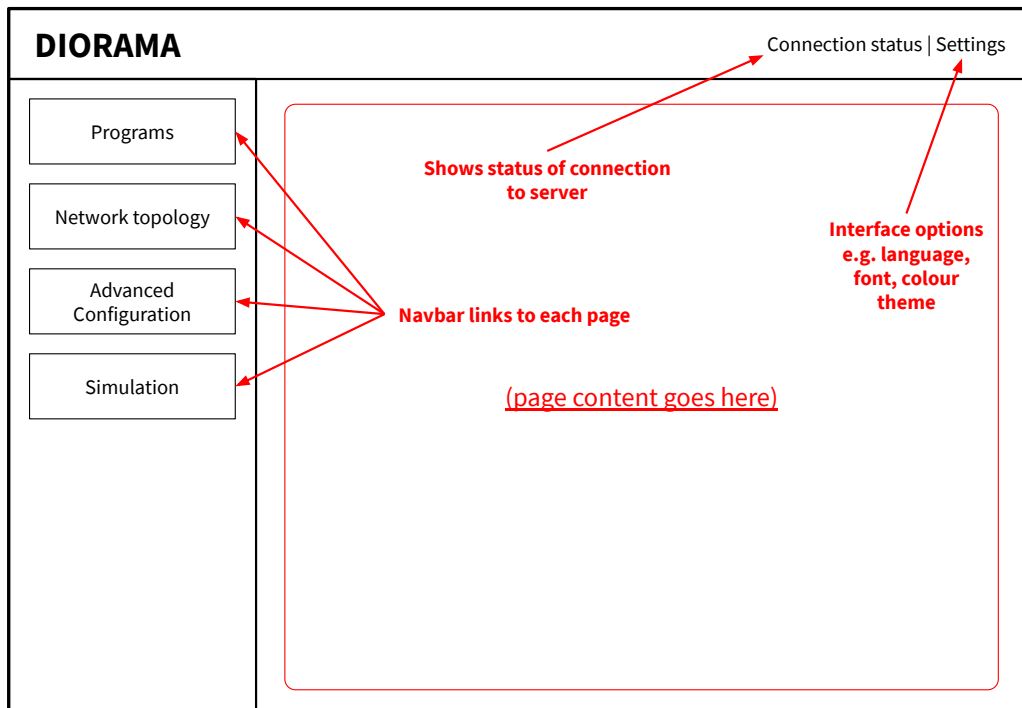 DIORAMA
Connection status | Settings
Programs
Network topology
Advanced
Configuration
Simulation
Shows status of connection
to server
Interface options
e.g. language,
font, colour
theme
Navbar links to each page
(page content goes here)